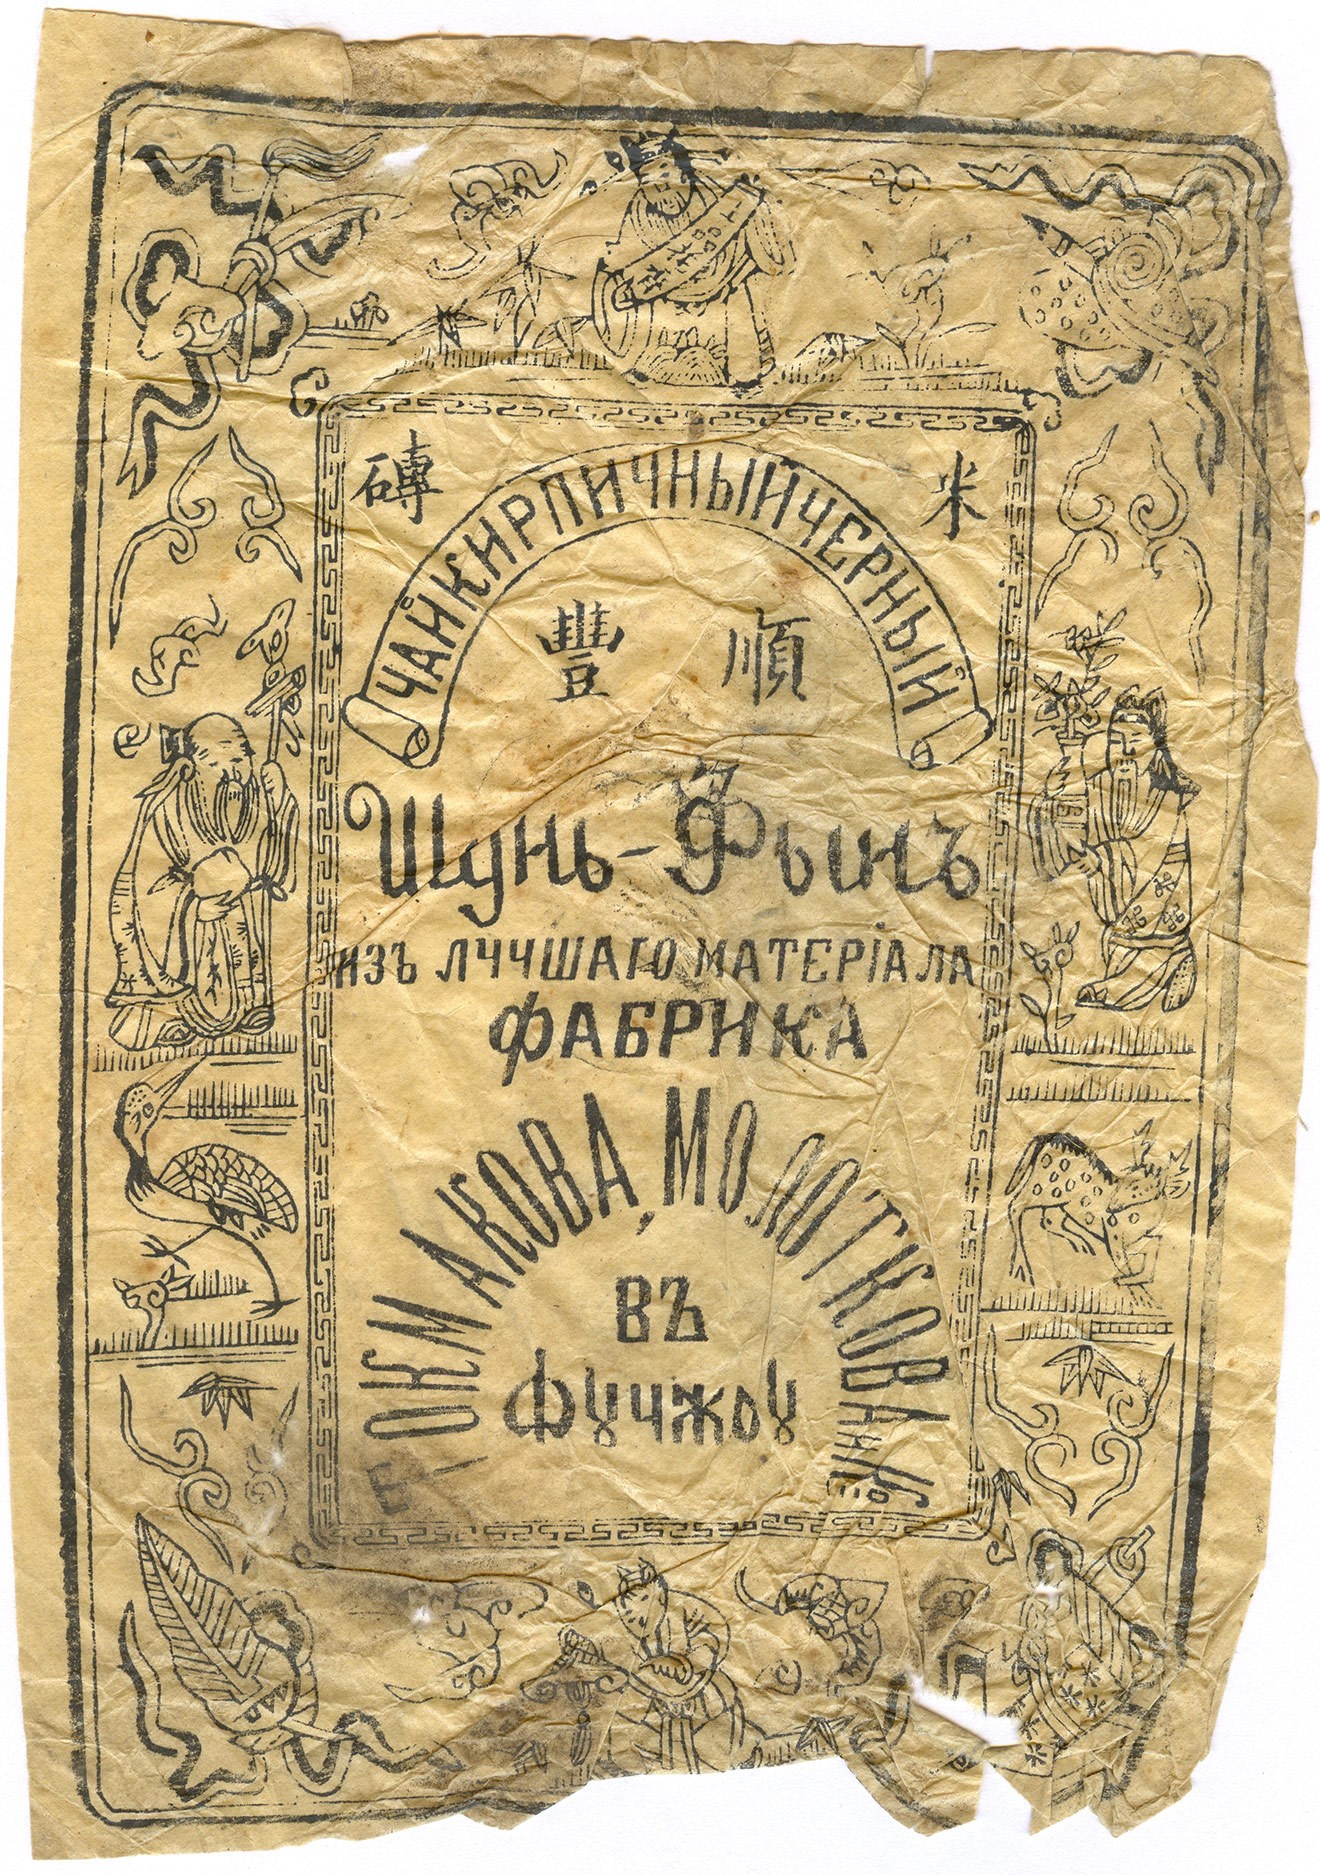 米磚
ЧАЙ КИРПИЧНЫЙ ЧЕРНЫЙ
順豐
Шунь-Фынъ
ИЗЪ ЛУЧШАГО МАТЕРІАЛА
ФАБРИКА
ТОКМАКОВА, МОЛОТКОВА и Ко
ВЪ
Фучжоу